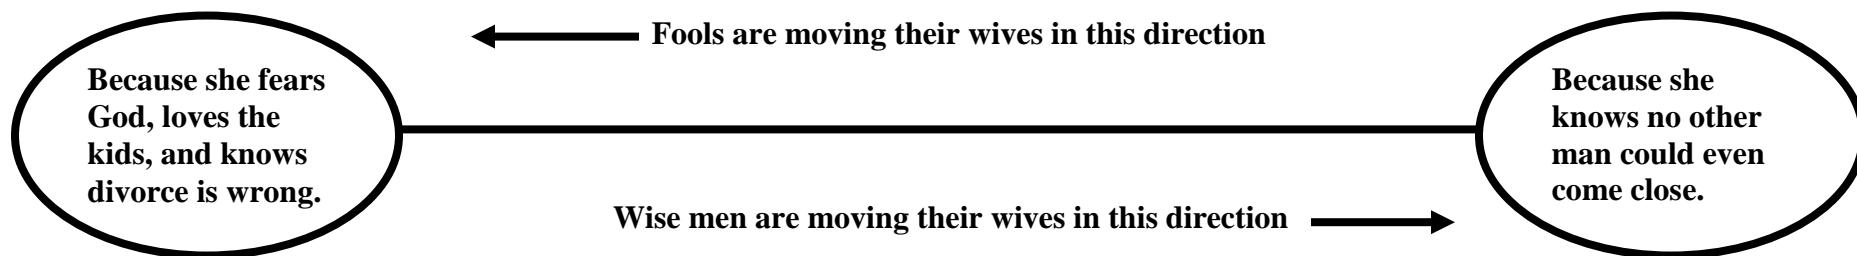 Fools are moving their wives in this direction
Because she fears
God, loves the
kids, and knows
divorce is wrong.
Because she
knows no other
man could even
come close.
Wise men are moving their wives in this direction